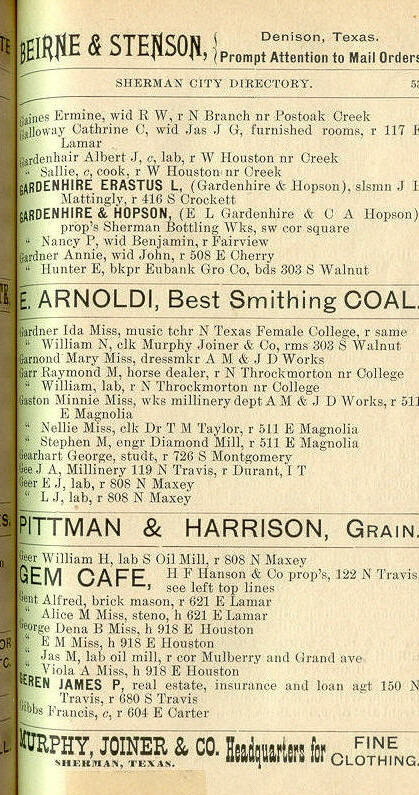 BEIRNE & STENSON, { Denison, Texas.
Prompt Attention to Mail Orders
SHERMAN CITY DIRECTORY. 53
Gaines Ermine, wid R W, r N Branch nr Postoak Creek
Galloway Cathrine C, wid Jas J G, furnished rooms, r 117 E
Lamar
Gardenhair Albert J, c, lab, r W Houston nr Creek
“ Sallie, c, cook, r W Houston nr Creek
GARDENHIRE ERASTUS L, (Gardenhire & Hopson), slsmn J L
Mattingly, r 416 S Crockett
GARDENHIRE & HOPSON, (E L Gardenhire & C A Hopson)
prop's Sherman Bottling Wks, sw cor square
“ Nancy P, wid Benjamin, r Fairview
Gardner Annie, wid John, r 508 E Cherry
“ Hunter E, bkpr Eubank Gro Co, bds 303 S Walnut
E. ARNOLDI, Best Smithing COAL.
Gardner Ida Miss, music tchr N Texas Female College, r same
“ William N, clk Murphy Joiner & Co, rms 303 S Walnut
Garnond Mary Miss, dressmkr A M & J D Works
Garr Raymond M, horse dealer, r N Throckmorton nr College
“ William, lab, r N Throckmorton nr College
Gaston Minnie Miss, wks millinery dept A M & J D Works, r 511
E Magnolia
“ Nellie Miss, clk Dr T M Taylor, r 511 E Magnolia
“ Stephen M, engr Diamond Mill, r 511 E Magnolia
Gearhart George, studt, r 726 S Montgomery
Gee J A, Millinery 119 N Travis, r Durant, I T
Geer E J, lab, r 808 N Maxey
“ L J, lab, r 808 N Maxey
PITTMAN & HARRISON, GRAIN.
Geer William H, lab S Oil Mill, r 808 N Maxey
GEM CAFE, H F Hanson & Co prop's, 122 N Travis
see left top lines
Gent Alfred, brick mason, r 621 E Lamar
“ Alice M Miss, steno, h 621 E Lamar
George Dena B Miss, h 918 E Houston
“ E M Miss, h 918 E Houston
“ Jas M, lab oil mill, r cor Mulberry and Grand ave
“ Viola A Miss, h 918 E Houston
GEREN JAMES P, real estate, insurance and loan agt 150 N
Travis, r 680 S Travis
Gibbs Francis, c, r 604 E Carter
MURPHY, JOINER & CO. Headquarters for FINE
SHERMAN, TEXAS. CLOTHING.